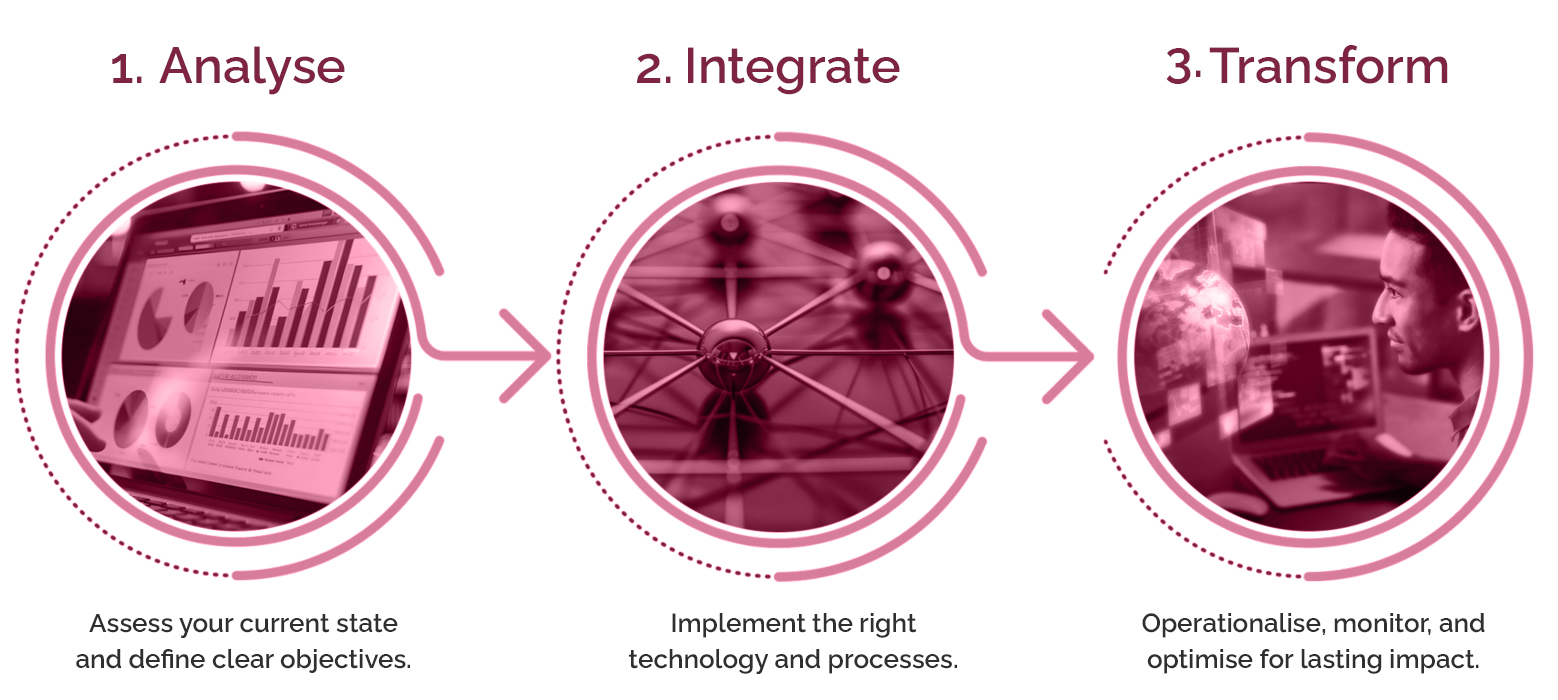 1. Analyse
2. Integrate
3. Transform
Assess your current state
and define clear objectives.
Implement the right
technology and processes.
Operationalise, monitor, and
optimise for lasting impact.